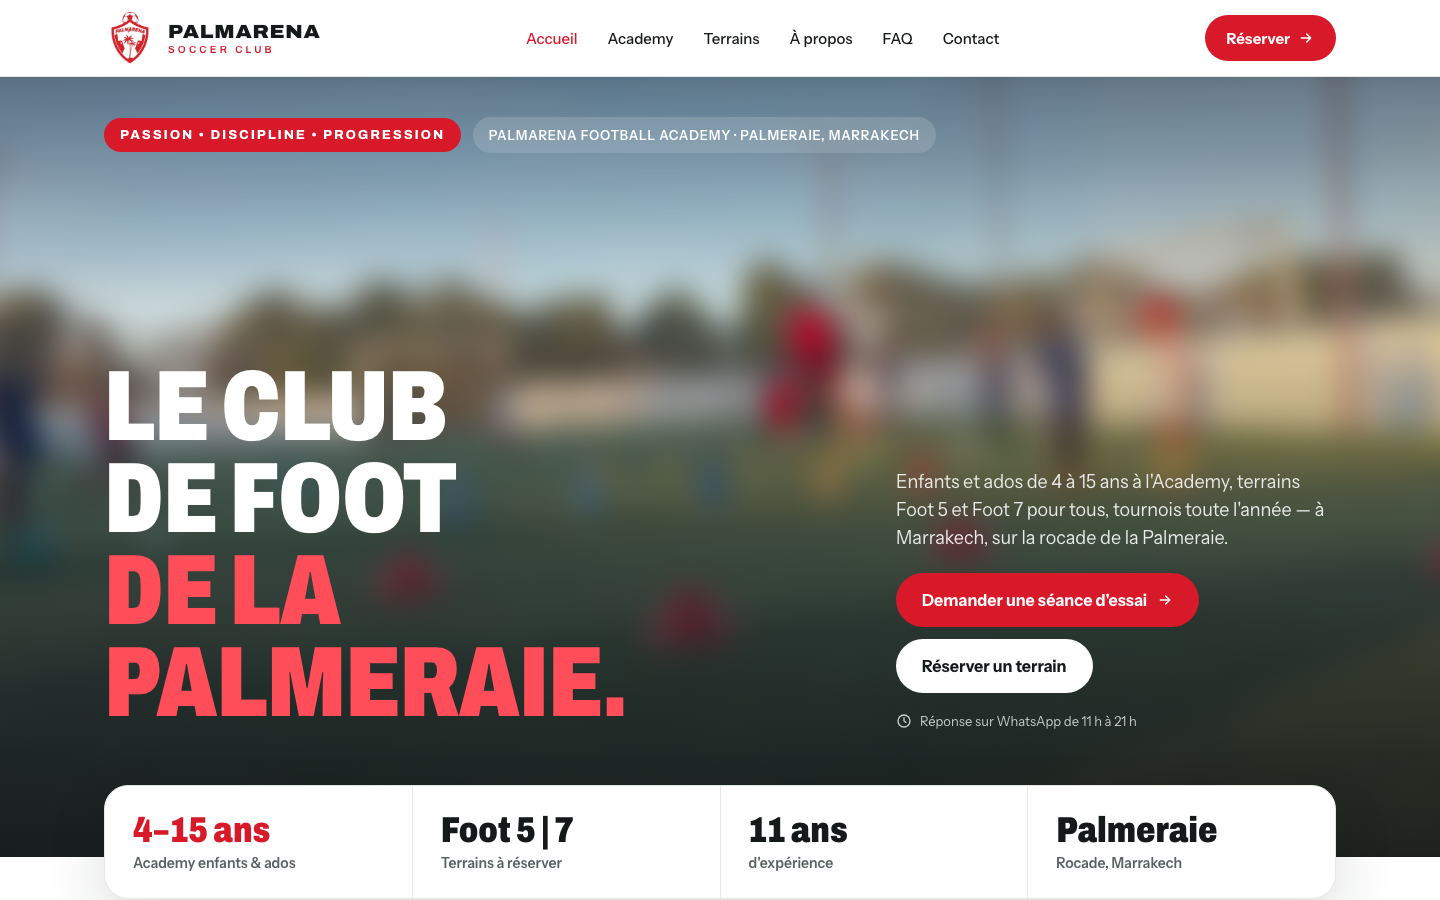 PALMARENA
SOCCER CLUB
Accueil
Academy
Terrains
À propos
FAQ
Contact
Réserver
PASSION • DISCIPLINE • PROGRESSION
PALMARENA FOOTBALL ACADEMY · PALMERAIE, MARRAKECH
LE CLUB
DE FOOT
DE LA
PALMERAIE.
Enfants et ados de 4 à 15 ans à l'Academy, terrains
Foot 5 et Foot 7 pour tous, tournois toute l'année — à
Marrakech, sur la rocade de la Palmeraie.
Demander une séance d'essai
Réserver un terrain
Réponse sur WhatsApp de 11 h à 21 h
4–15 ans
Academy enfants & ados
Foot 5 | 7
Terrains à réserver
11 ans
d'expérience
Palmeraie
Rocade, Marrakech